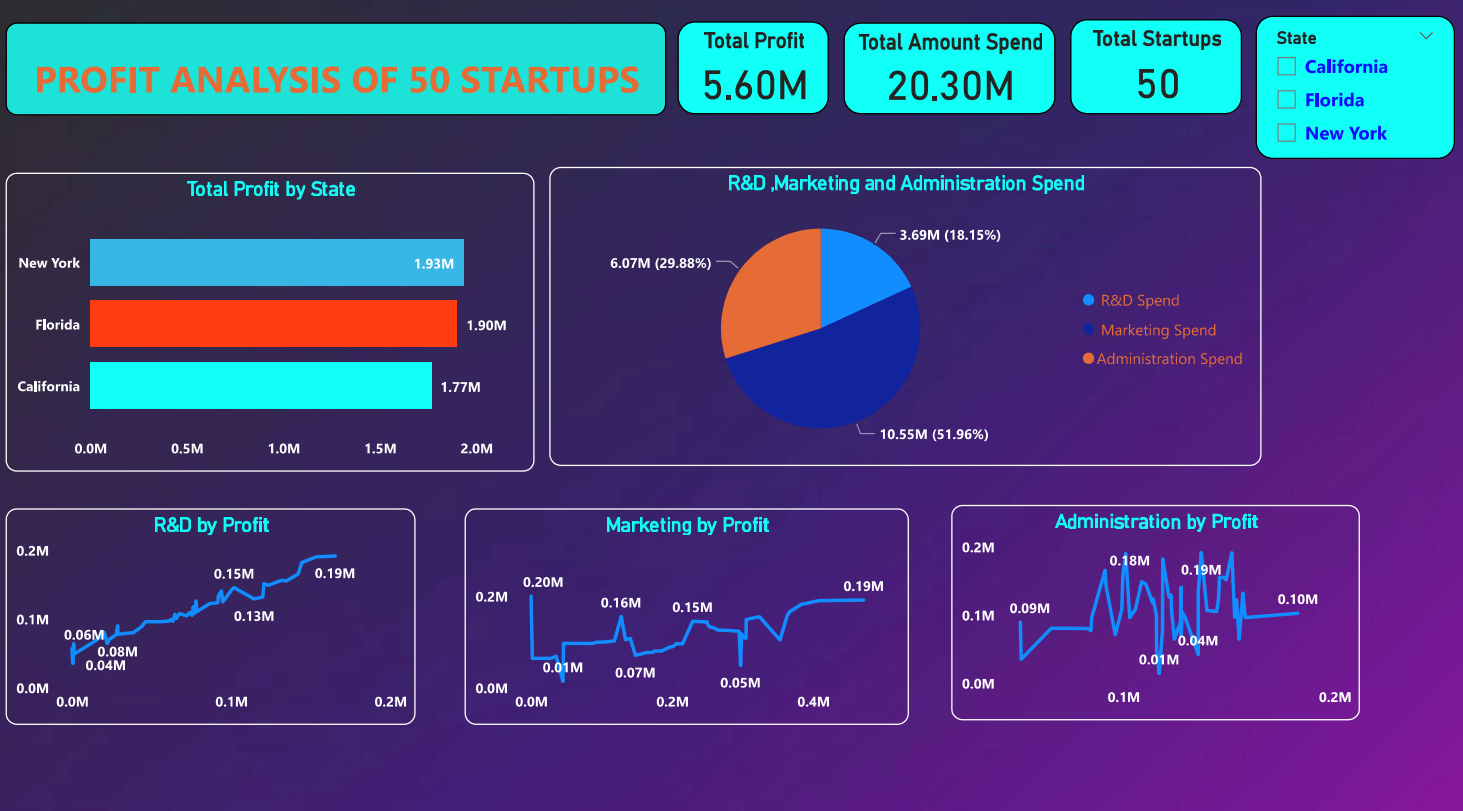 PROFIT ANALYSIS OF 50 STARTUPS
Total Profit
5.60M
Total Amount Spend
20.30M
Total Startups
50
State
California
Florida
New York
Total Profit by State
New York
1.93M
Florida
1.90M
California
1.77M
0.0M 0.5M 1.0M 1.5M 2.0M
R&D ,Marketing and Administration Spend
3.69M (18.15%)
6.07M (29.88%)
10.55M (51.96%)
R&D Spend
Marketing Spend
Administration Spend
R&D by Profit
0.2M
0.15M
0.19M
0.1M
0.13M
0.06M
0.08M
0.04M
0.0M
0.0M 0.1M 0.2M
Marketing by Profit
0.20M
0.19M
0.2M
0.16M
0.15M
0.01M
0.07M
0.05M
0.0M
0.0M 0.2M 0.4M
Administration by Profit
0.2M
0.18M
0.19M
0.10M
0.09M
0.1M
0.04M
0.01M
0.0M
0.1M 0.2M